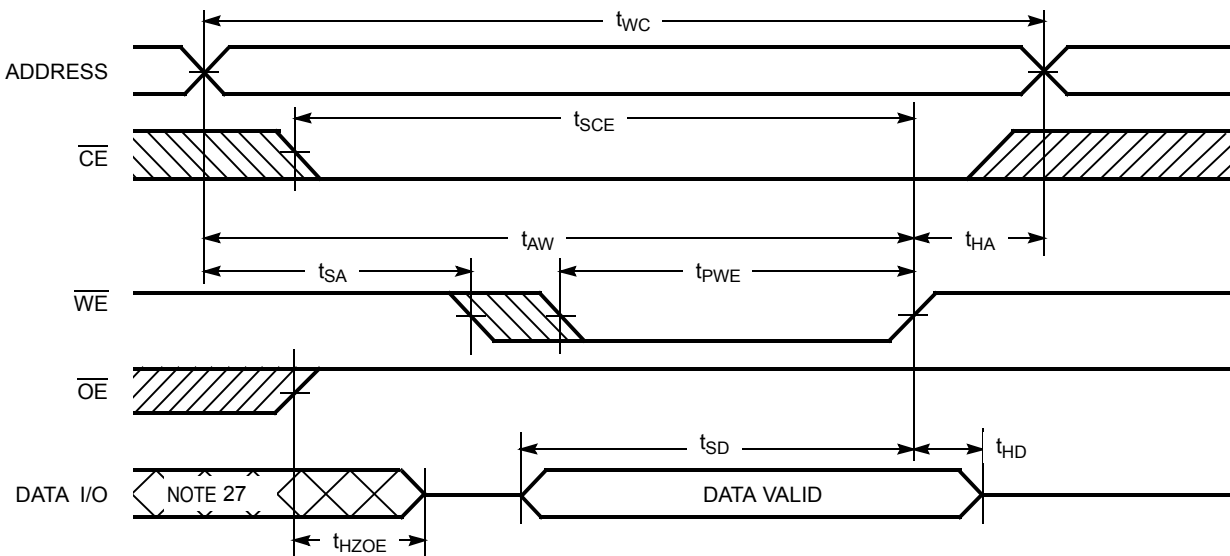 tWC
ADDRESS
tSCE
CE
tAW
tHA
tSA
tPWE
WE
OE
tSD
tHD
DATA I/O
NOTE 27
DATA VALID
tHZOE